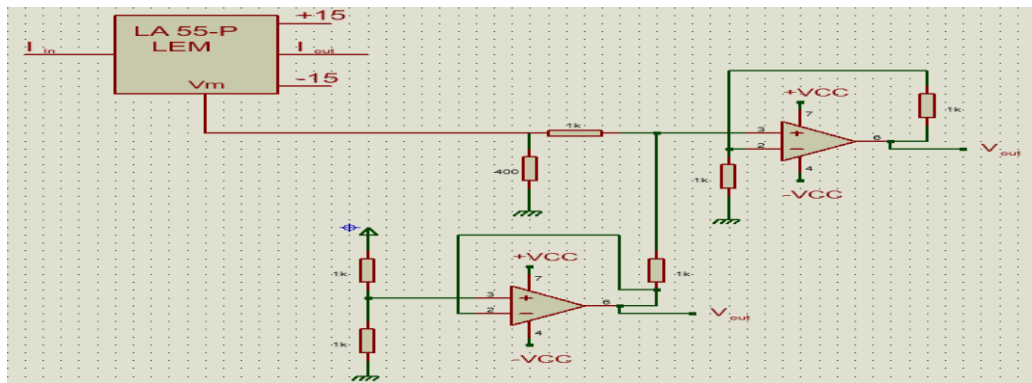 +15
LA 55-P
LEM
I in
I out
Vm
-15
1k
400
+VCC
7
3
+
2
−
6
4
-VCC
1k
1k
V out
1k
1k
+VCC
7
3
+
2
−
6
4
-VCC
1k
V out